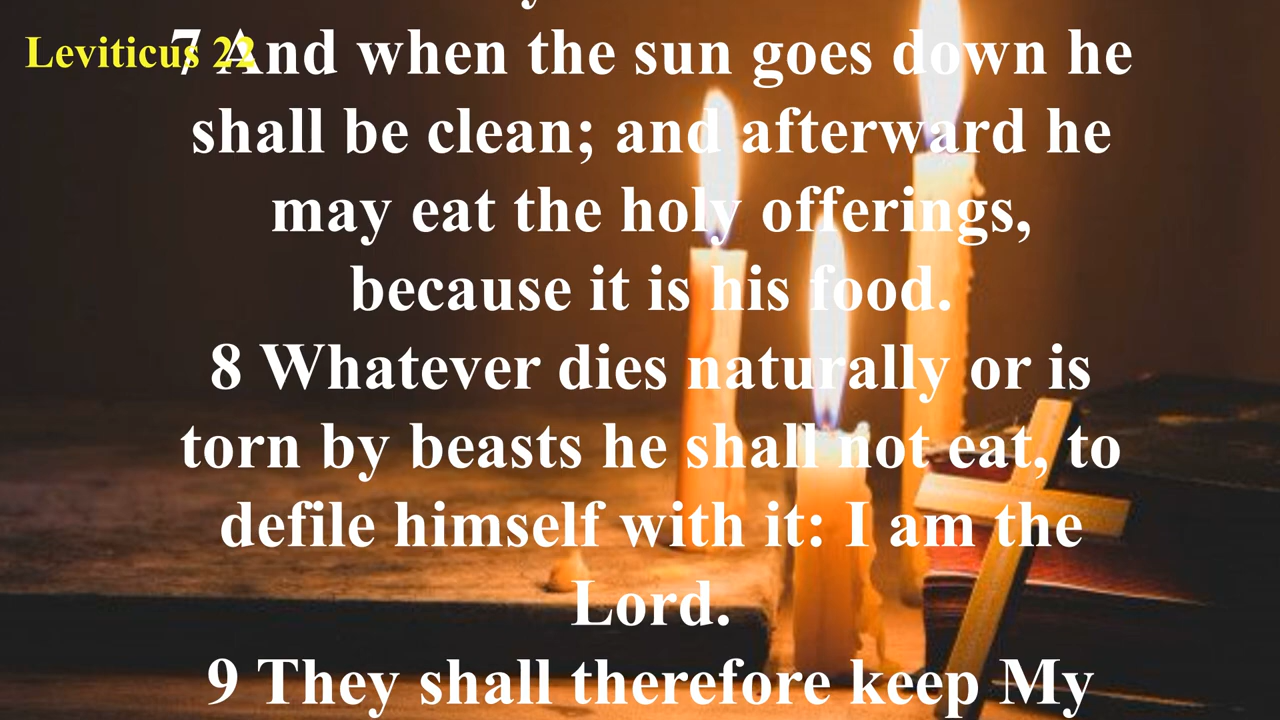 Leviticus 22
7 And when the sun goes down he
shall be clean; and afterward he
may eat the holy offerings,
because it is his food.
8 Whatever dies naturally or is
torn by beasts he shall not eat, to
defile himself with it: I am the
Lord.
9 They shall therefore keep My